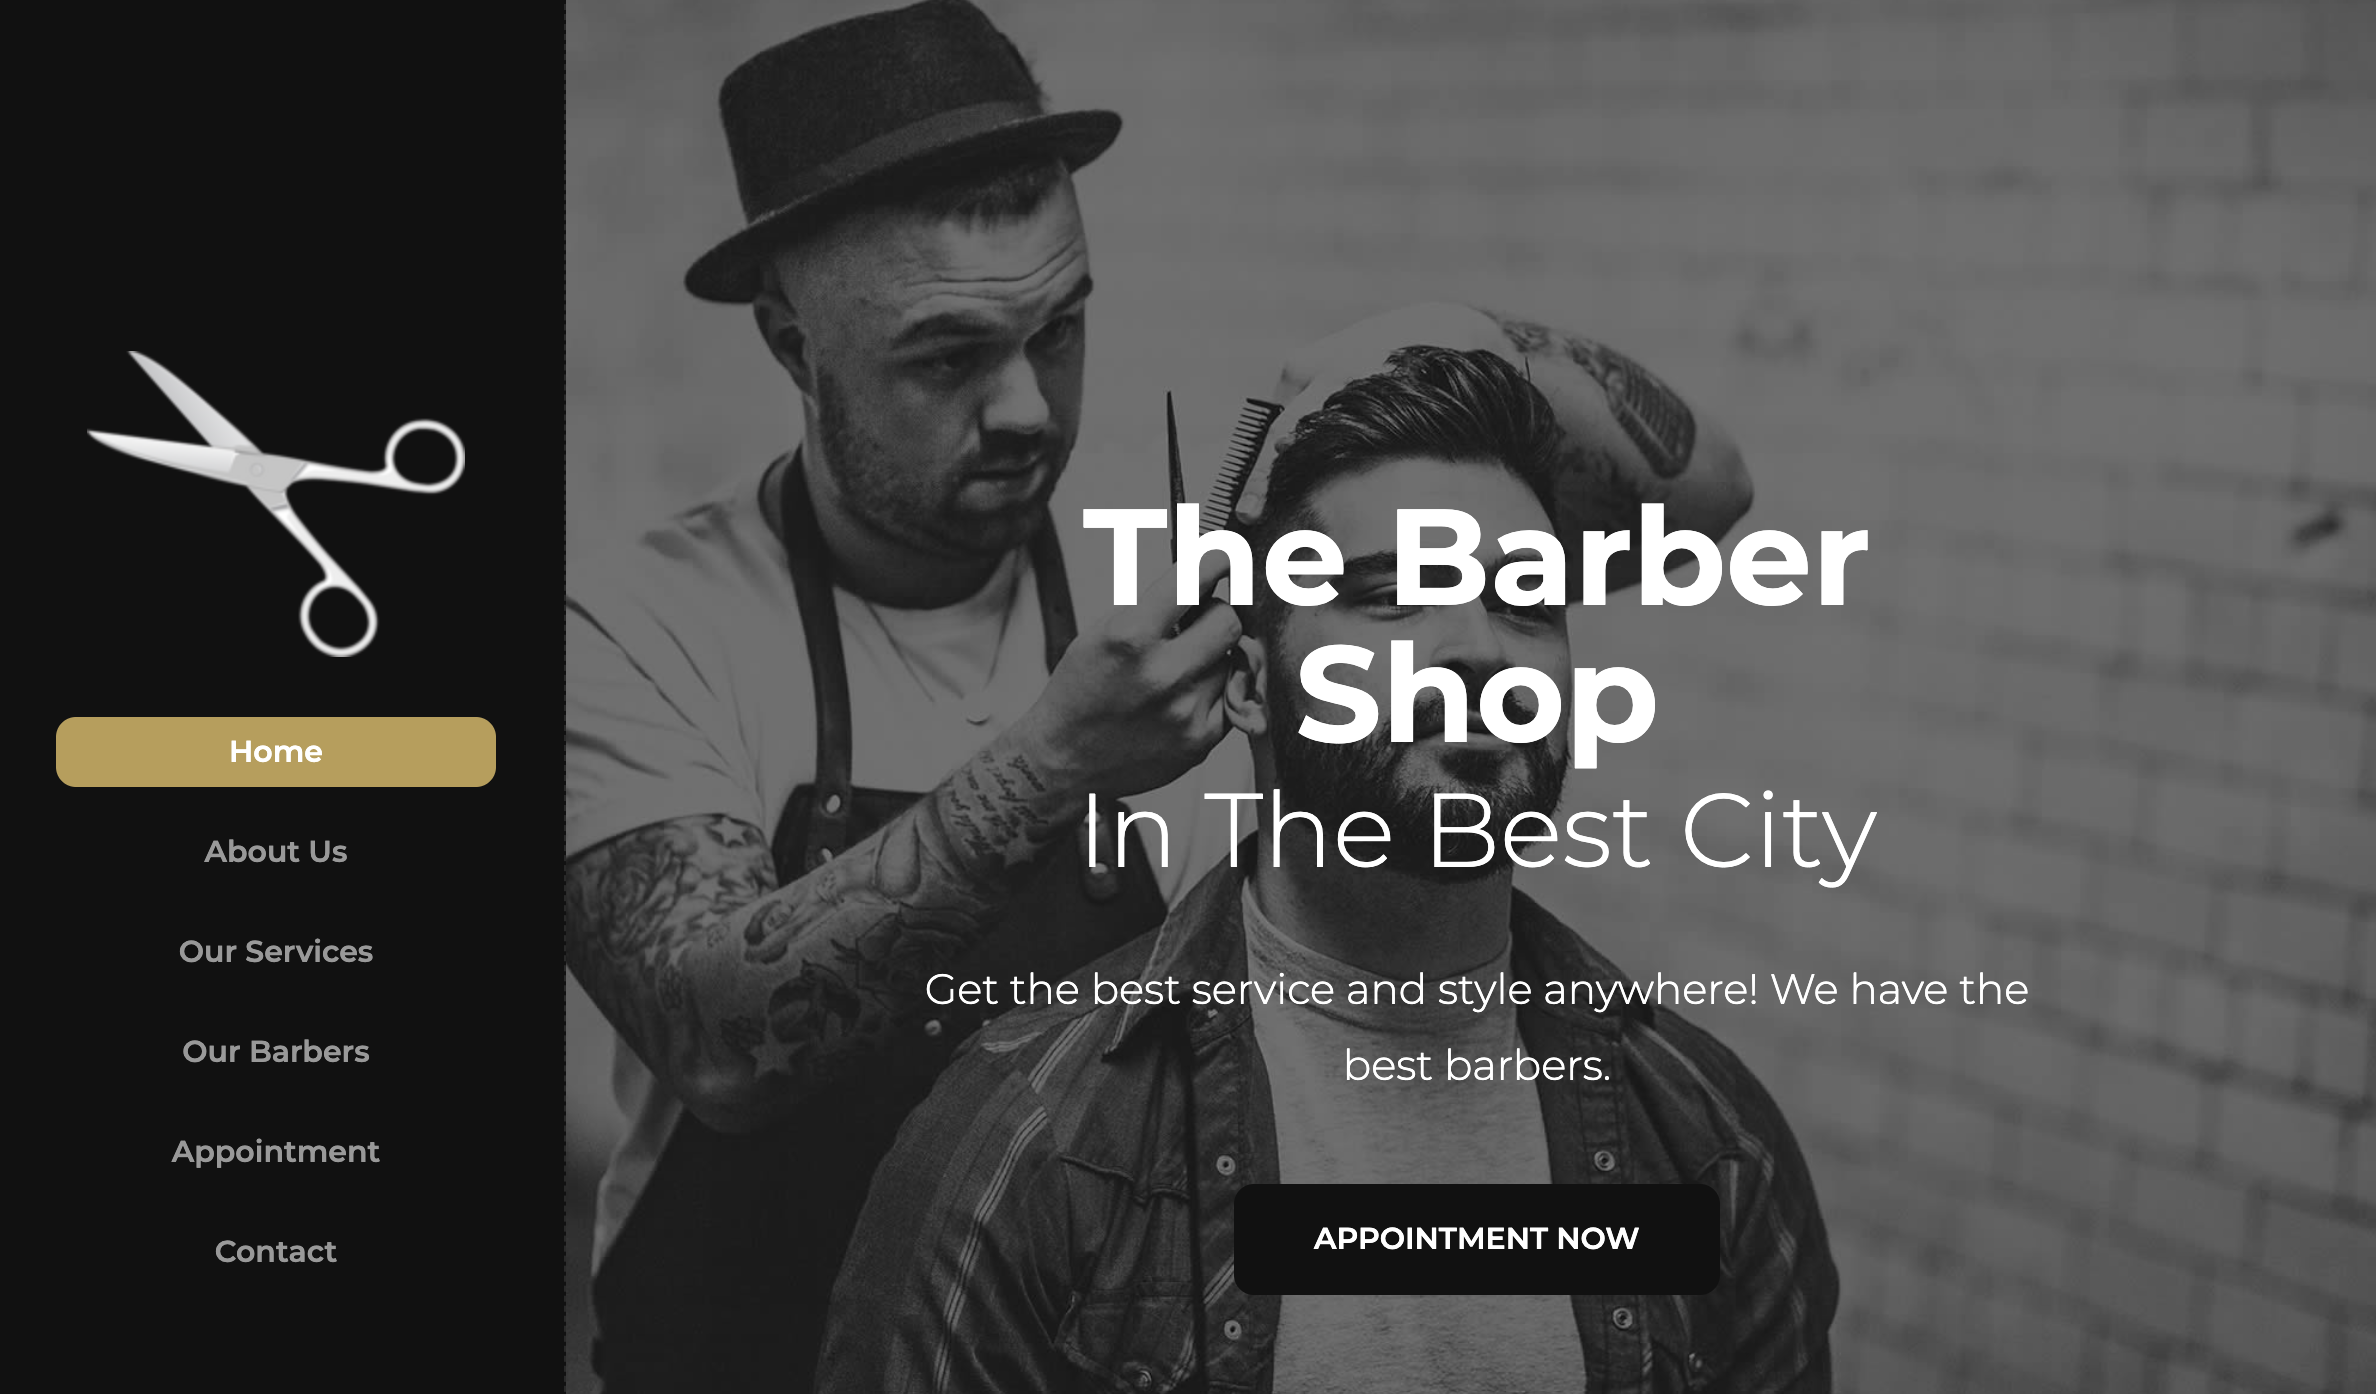 Home
About Us
Our Services
Our Barbers
Appointment
Contact
The Barber
Shop
In The Best City
Get the best service and style anywhere! We have the
best barbers.
APPOINTMENT NOW